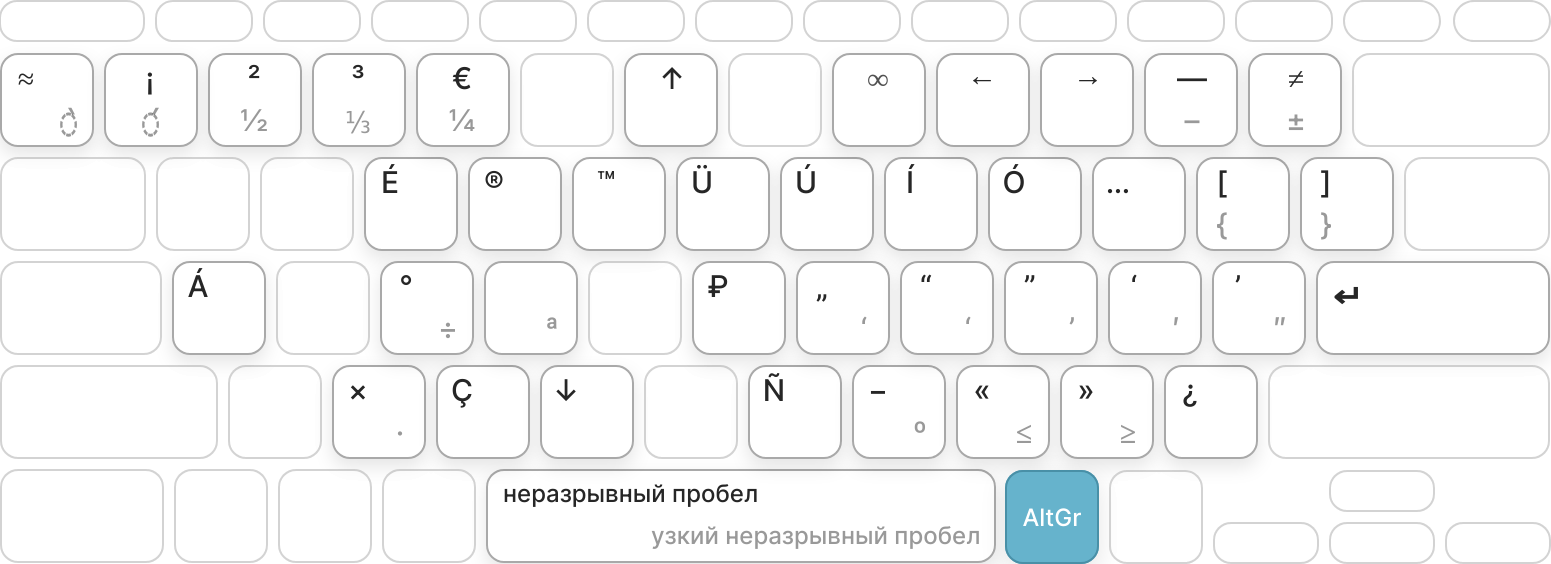 ≈ ¡ ² ³ € ↑ ∞ ← → — ≠
◌̀ ◌́ ½ ⅓ ¼ – ±
É ® ™ Ü Ú Í Ó … [ ]
{ }
Á ° ₽ „ “ ” ‘ ’ ↵
÷ a ‘ ‘ ’ ′ ″
× Ç ↓ Ñ – « » ¿
· o ≤ ≥
неразрывный пробел
узкий неразрывный пробел
AltGr